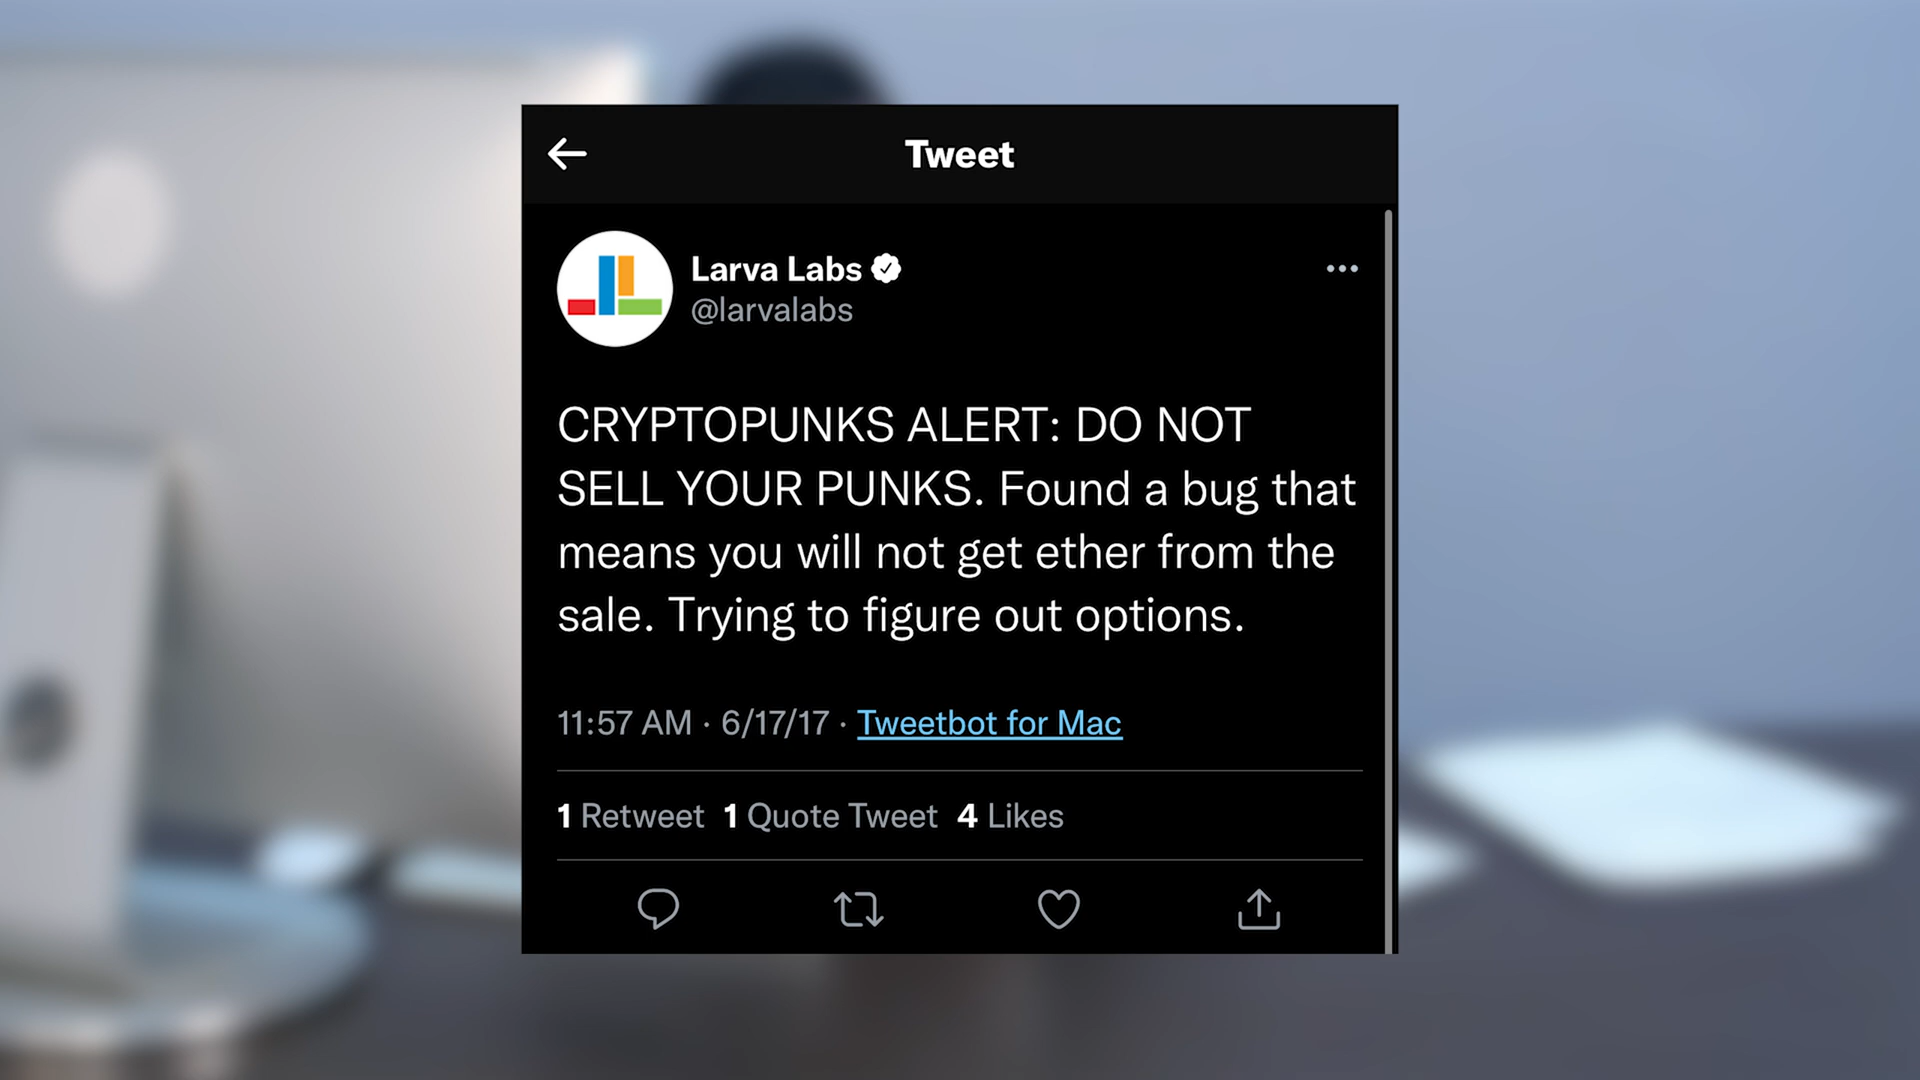 Tweet
Larva Labs
@larvalabs
CRYPTOPUNKS ALERT: DO NOT
SELL YOUR PUNKS. Found a bug that
means you will not get ether from the
sale. Trying to figure out options.
11:57 AM · 6/17/17 · Tweetbot for Mac
1 Retweet 1 Quote Tweet 4 Likes